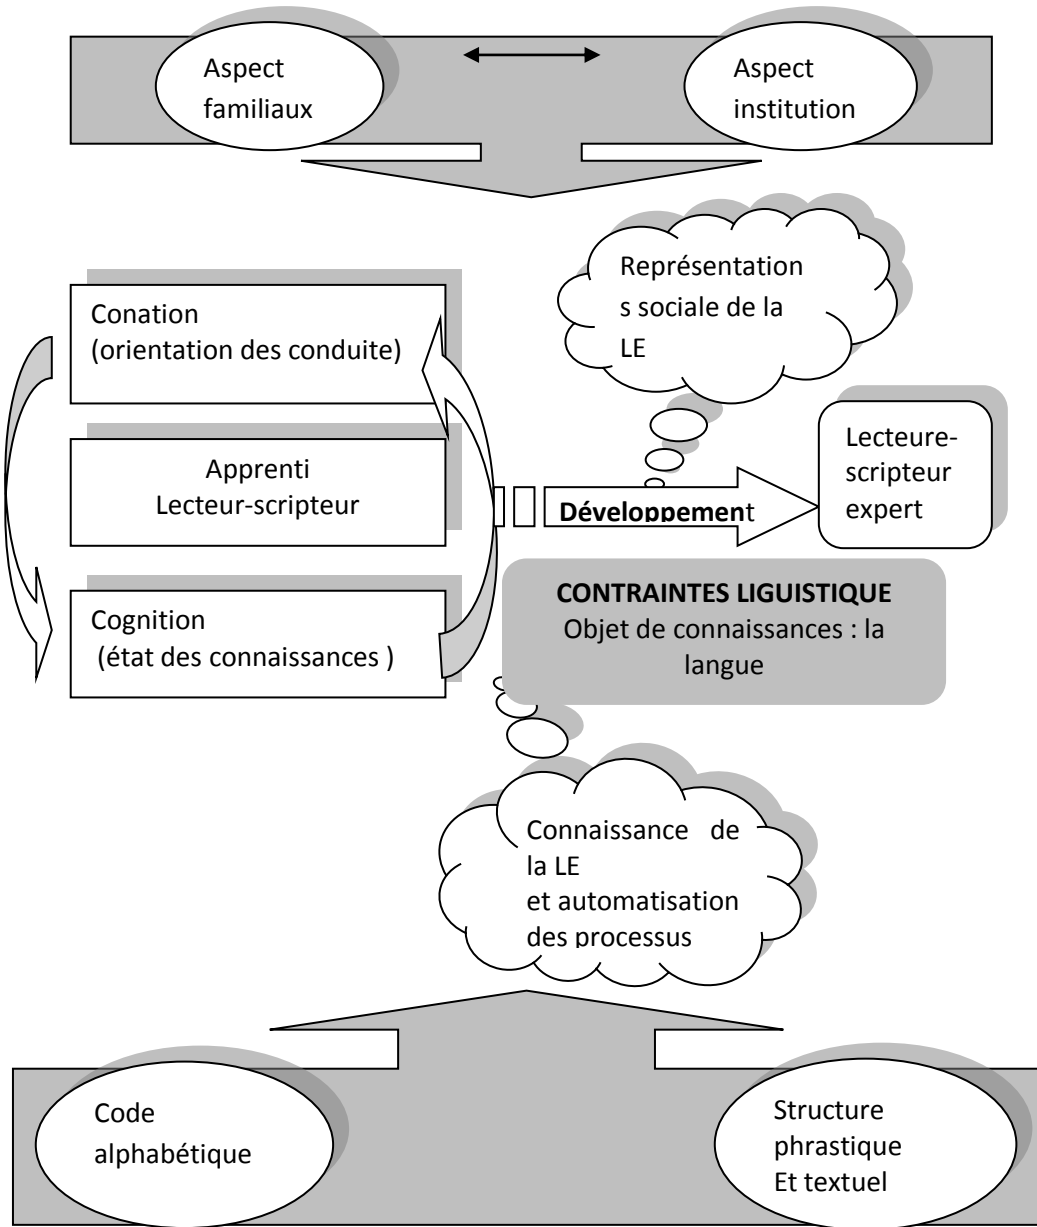 Aspect
familiaux
Aspect
institution
Représentation
s sociale de la
LE
Conation
(orientation des conduite)
Apprenti
Lecteur-scripteur
Cognition
(état des connaissances )
Développement
Lecteure-
scripteur
expert
CONTRAINTES LIGUISTIQUE
Objet de connaissances : la
langue
Connaissance de
la LE
et automatisation
des processus
Code
alphabétique
Structure
phrastique
Et textuel